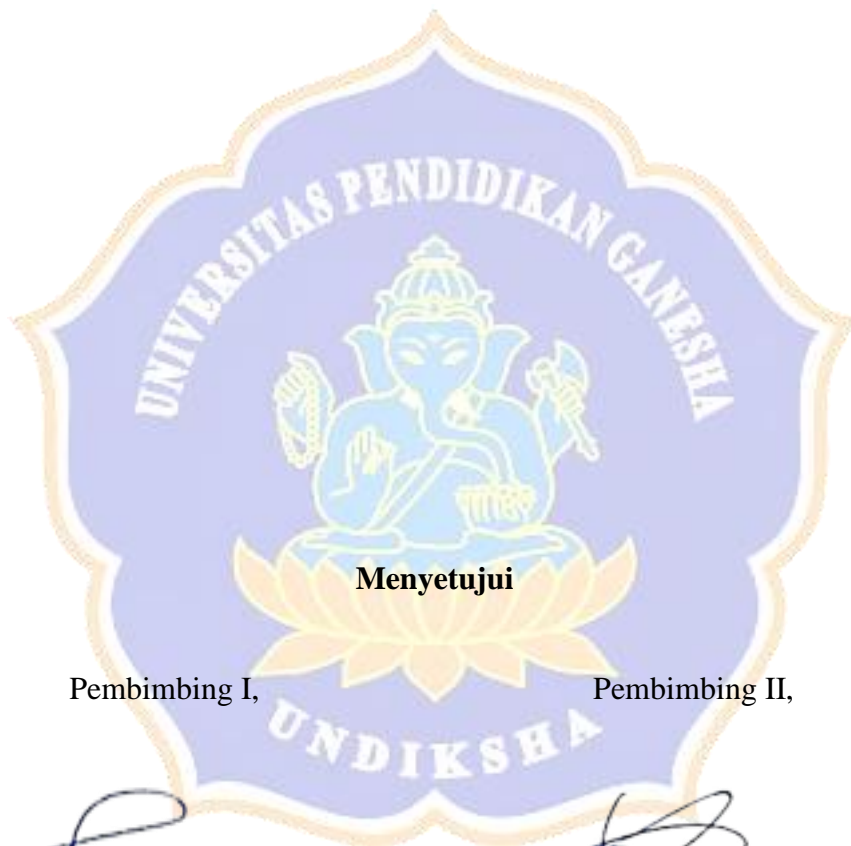 UNIVERSITAS PENDIDIKAN GANESHA
Menyetujui
Pembimbing I, Pembimbing II,
UNDIKSHA